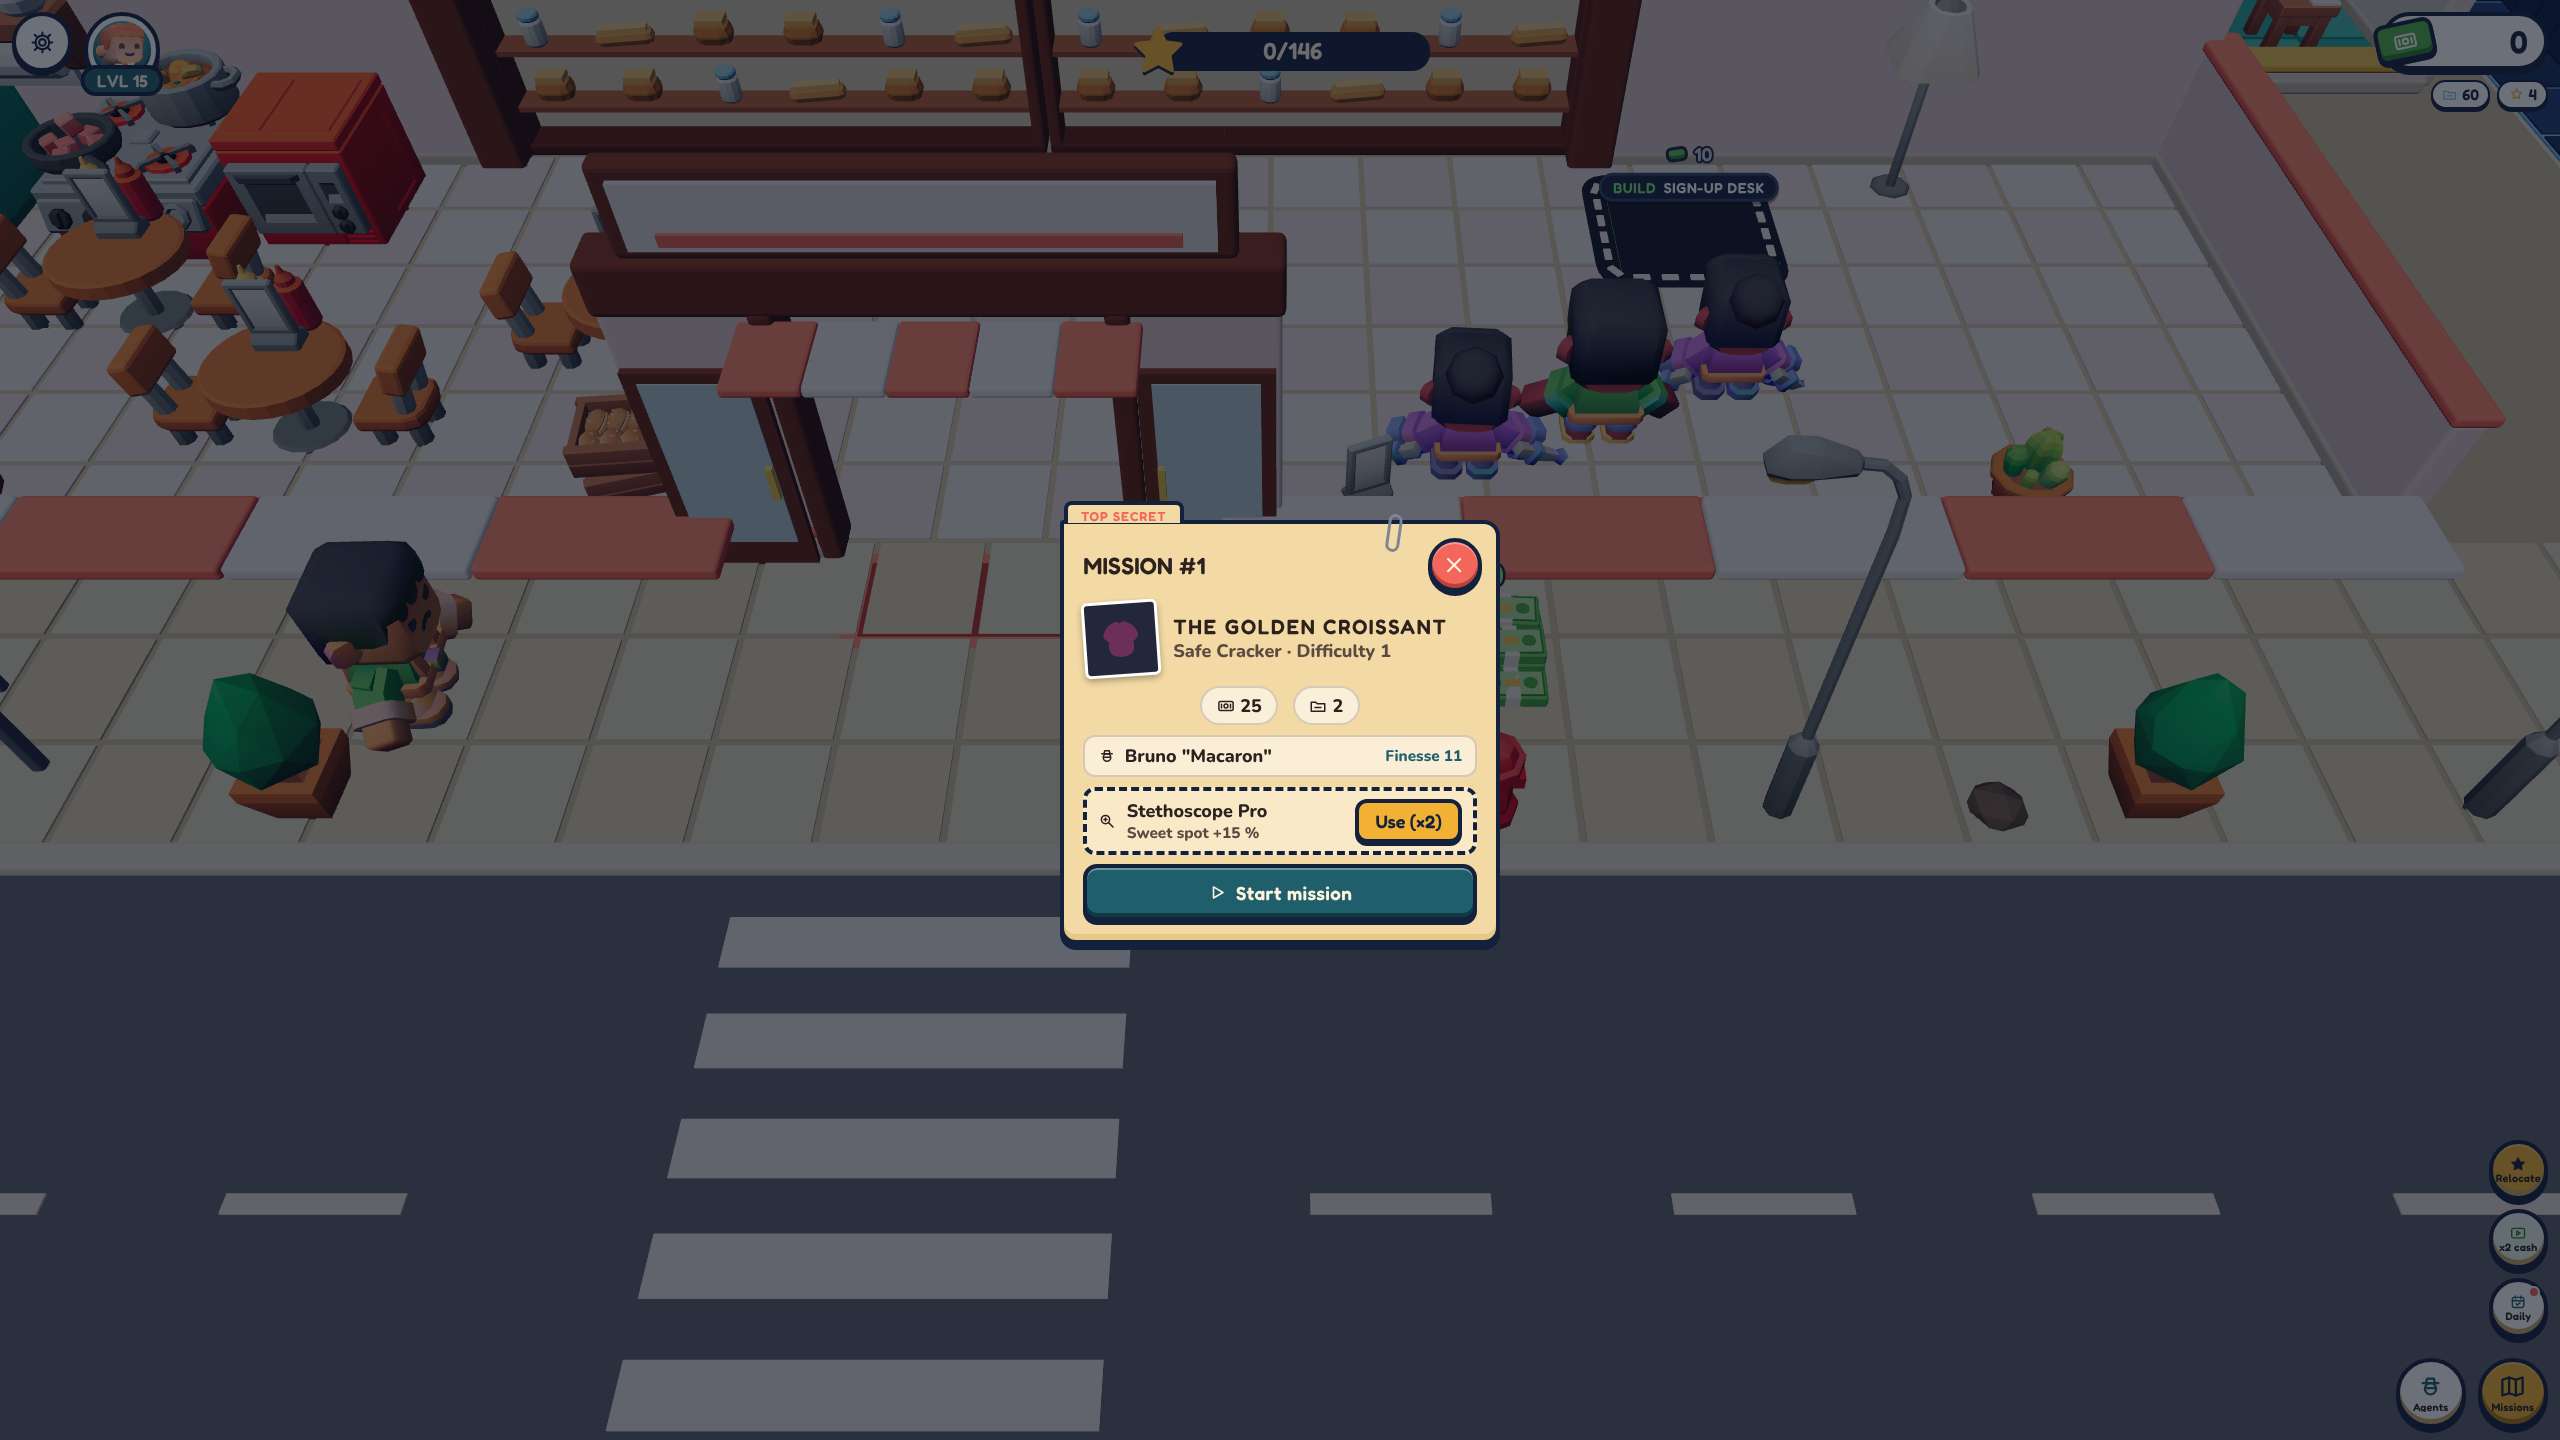 LVL 15
0/146
0
60
4
10
BUILD SIGN-UP DESK
TOP SECRET
MISSION #1
THE GOLDEN CROISSANT
Safe Cracker · Difficulty 1
25
2
Bruno "Macaron"
Finesse 11
Stethoscope Pro
Sweet spot +15 %
Use (x2)
Start mission
Relocate
x2 cash
Daily
Agents
Missions